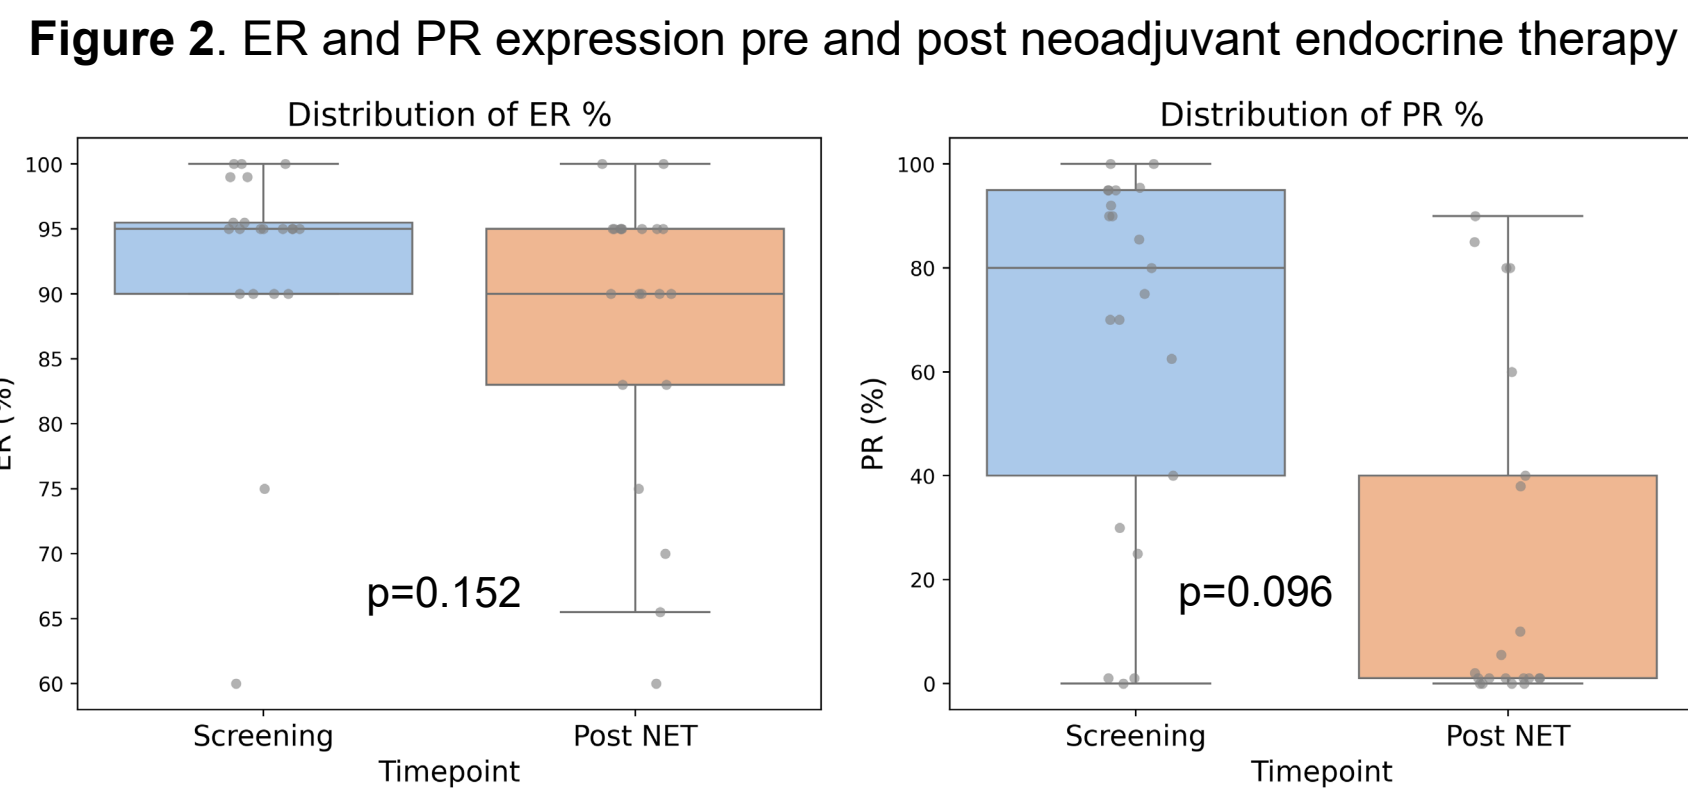 Figure 2. ER and PR expression pre and post neoadjuvant endocrine therapy
Distribution of ER %
100
95
90
85
80
75
70
65
60
ER (%)
p=0.152
Screening
Post NET
Timepoint
Distribution of PR %
100
80
60
40
20
0
PR (%)
p=0.096
Screening
Post NET
Timepoint